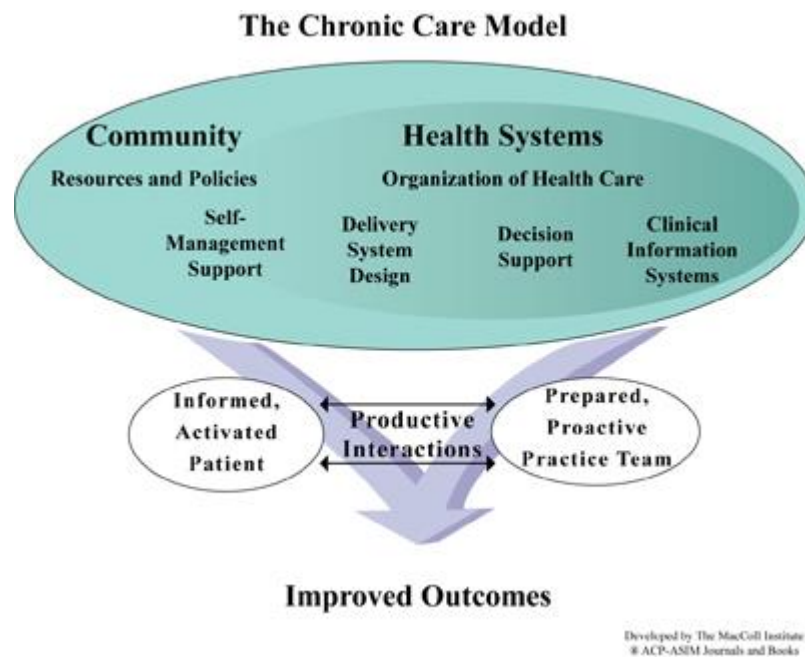 The Chronic Care Model
Community
Health Systems
Resources and Policies
Organization of Health Care
Self-
Management
Support
Delivery
System
Design
Decision
Support
Clinical
Information
Systems
Informed,
Activated
Patient
Productive
Interactions
Prepared,
Proactive
Practice Team
Improved Outcomes
Developed by The MacColl Institute
® ACP-ASIM Journals and Books